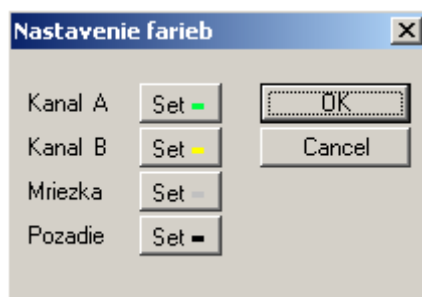 Nastavenie farieb
Kanal A Set OK
Kanal B Set Cancel
Mriezka Set
Pozadie Set